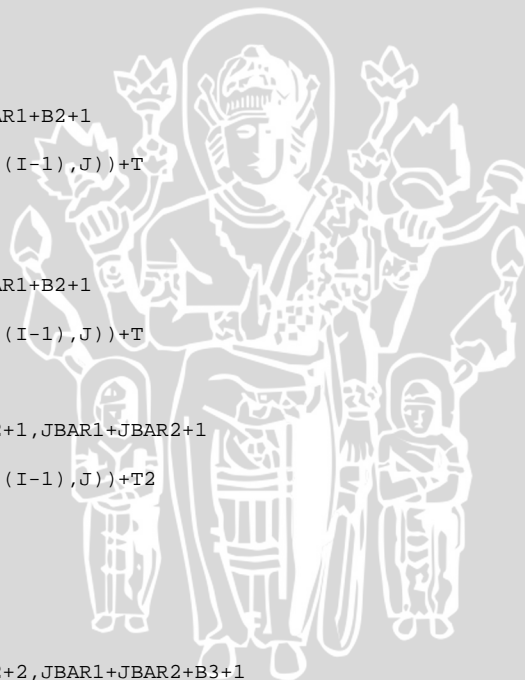 AR1+B2+1
(I-1),J))+T
AR1+B2+1
(I-1),J))+T
+1,JBAR1+JBAR2+1
(I-1),J))+T2
+2,JBAR1+JBAR2+B3+1